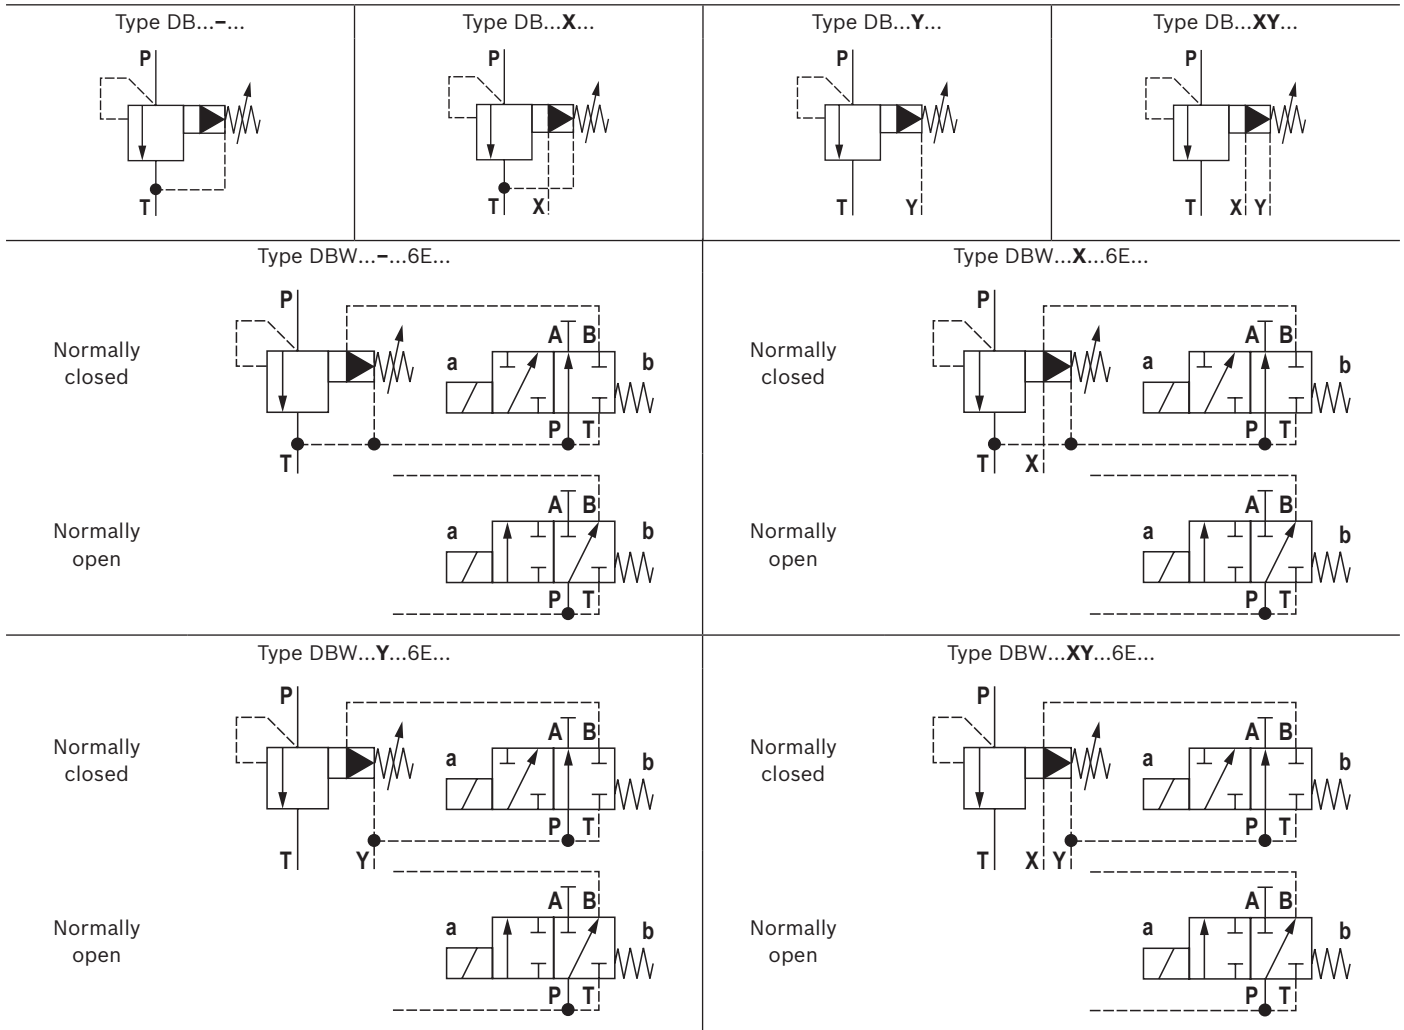 Type DB...–...
Type DB...X...
Type DB...Y...
Type DB...XY...
P
P
P
P
T
T X
T Y
T X Y
Type DBW...–...6E...
Type DBW...X...6E...
P
P
A B
A B
Normally
closed
a
b
Normally
closed
a
b
P T
P T
T
T X
A B
A B
Normally
open
a
b
Normally
open
a
b
P T
P T
Type DBW...Y...6E...
Type DBW...XY...6E...
P
P
A B
A B
Normally
closed
a
b
Normally
closed
a
b
P T
P T
T Y
T X Y
A B
A B
Normally
open
a
b
Normally
open
a
b
P T
P T